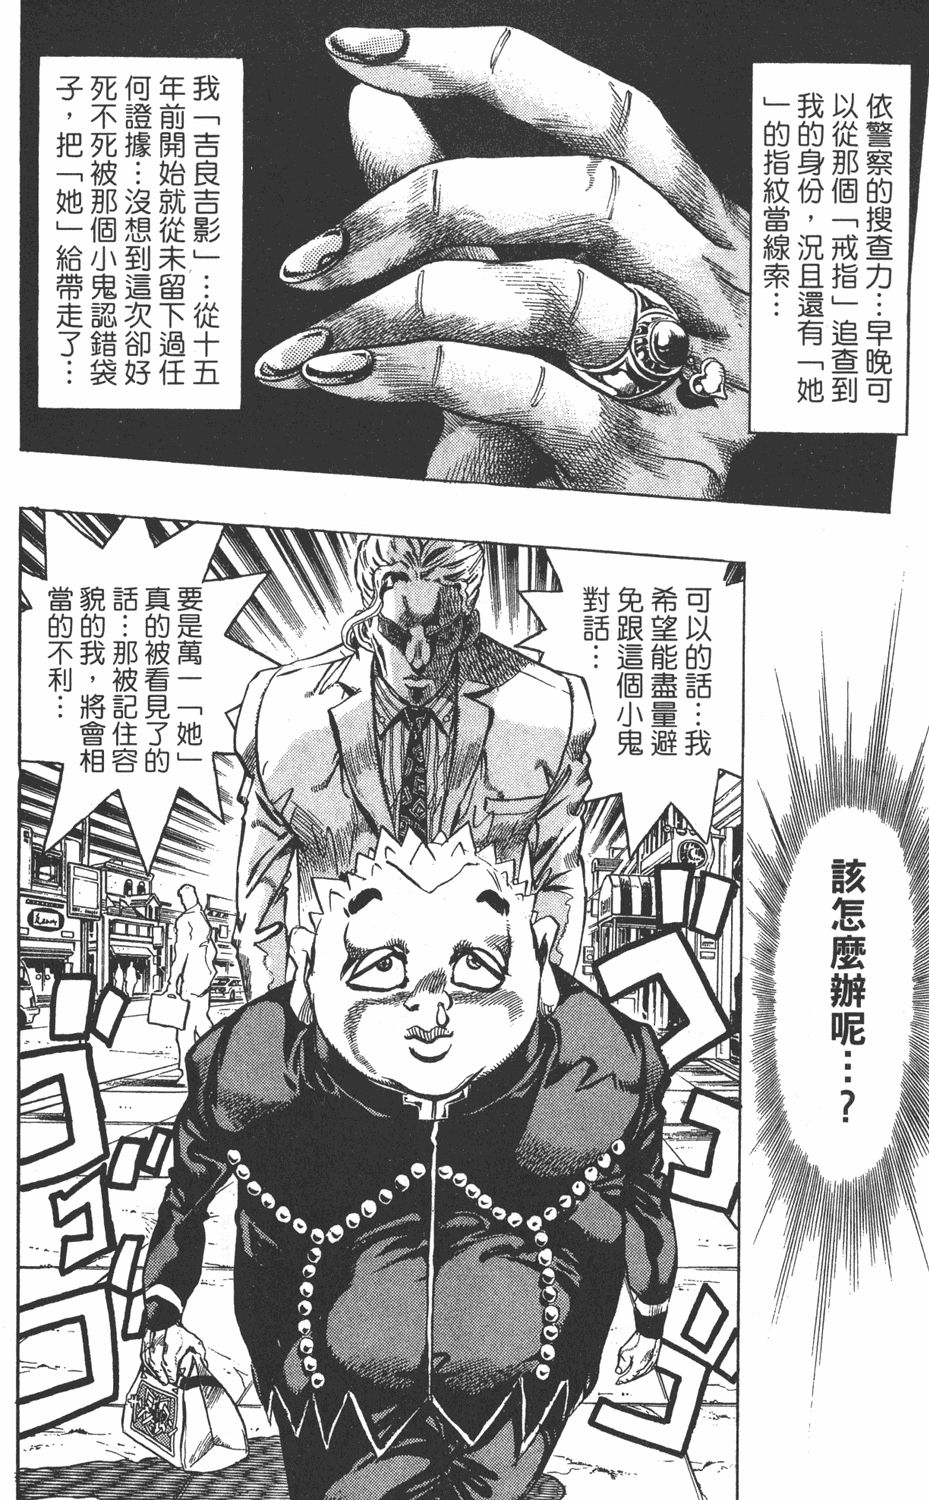 依警察的搜查力…早晚可
以從那個「戒指」追查到
我的身份，況且還有「她
」的指紋當線索…
我「吉良吉影」…從十五
年前開始就從未留下過任
何證據…沒想到這次卻好
死不死被那個小鬼認錯袋
子，把「她」給帶走了…
該怎麼辦呢…?
可以的話…我
希望能盡量避
免跟這個小鬼
對話…
要是萬一「她」
真的被看見了的
話…那被記住容
貌的我，將會相
當的不利…
ゴゴ
ゴゴゴ